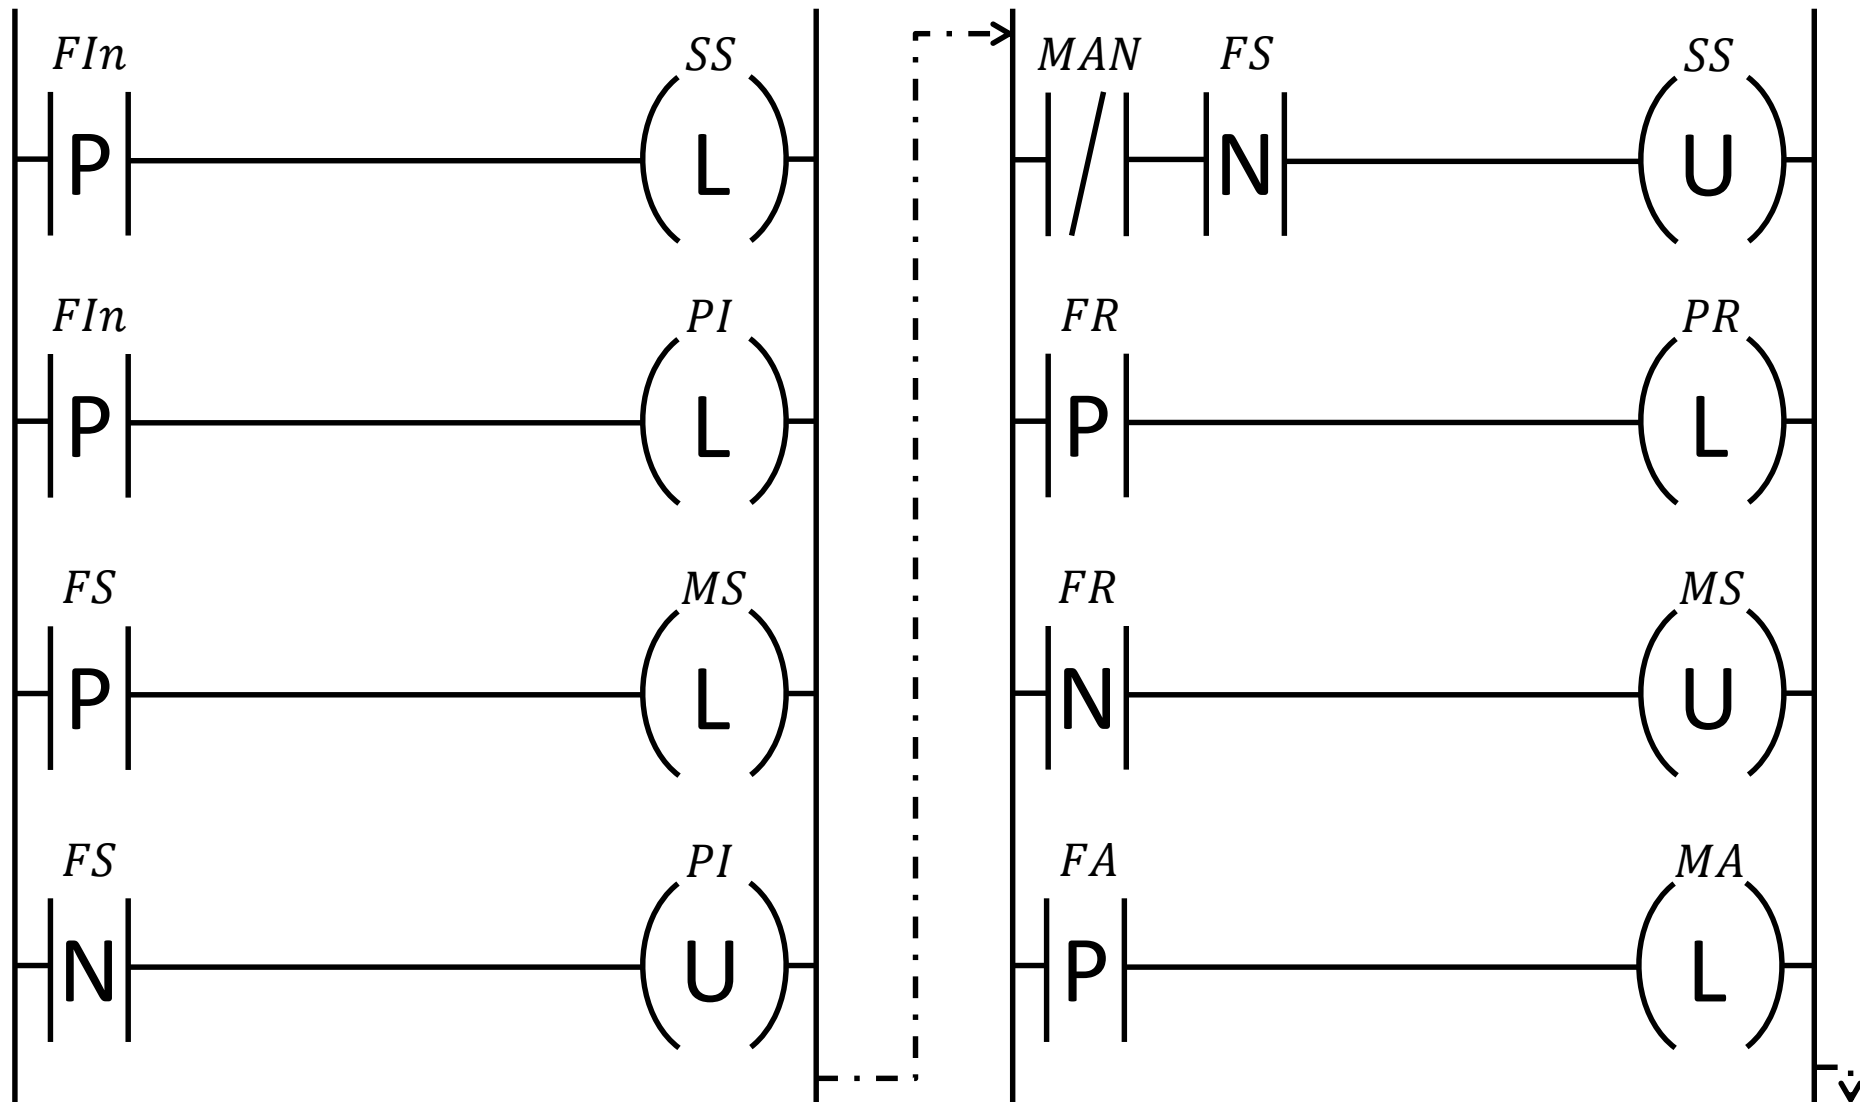 FIn SS
P L
FIn PI
P L
FS MS
P L
FS PI
N U
MAN FS SS
N U
FR PR
P L
FR MS
N U
FA MA
P L